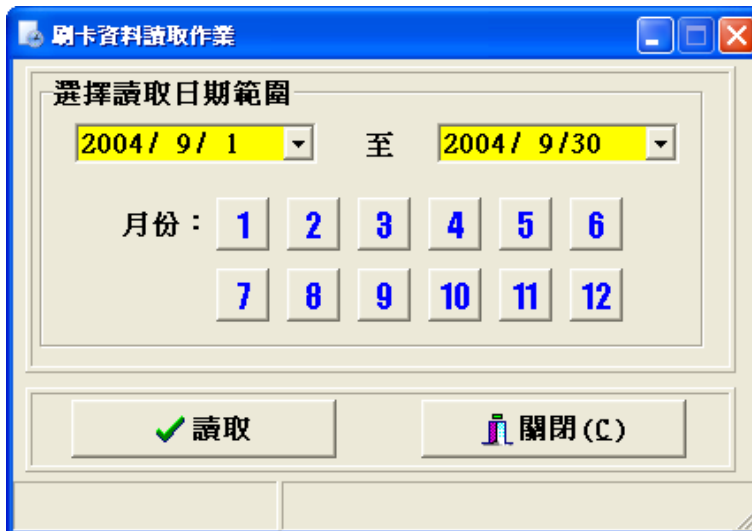 刷卡資料讀取作業
選擇讀取日期範圍
2004/ 9/ 1 至 2004/ 9/30
月份： 1 2 3 4 5 6
7 8 9 10 11 12
讀取 關閉(C)